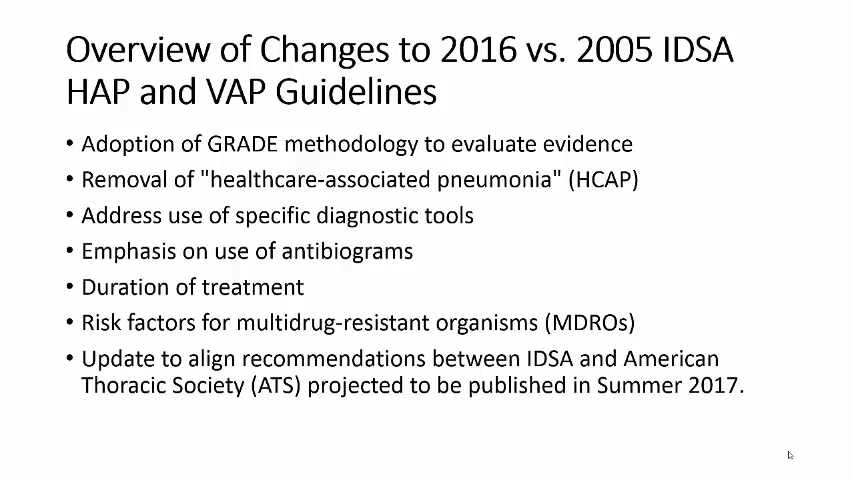 Overview of Changes to 2016 vs. 2005 IDSA
HAP and VAP Guidelines
• Adoption of GRADE methodology to evaluate evidence
• Removal of "healthcare-associated pneumonia" (HCAP)
• Address use of specific diagnostic tools
• Emphasis on use of antibiograms
• Duration of treatment
• Risk factors for multidrug-resistant organisms (MDROs)
• Update to align recommendations between IDSA and American
Thoracic Society (ATS) projected to be published in Summer 2017.